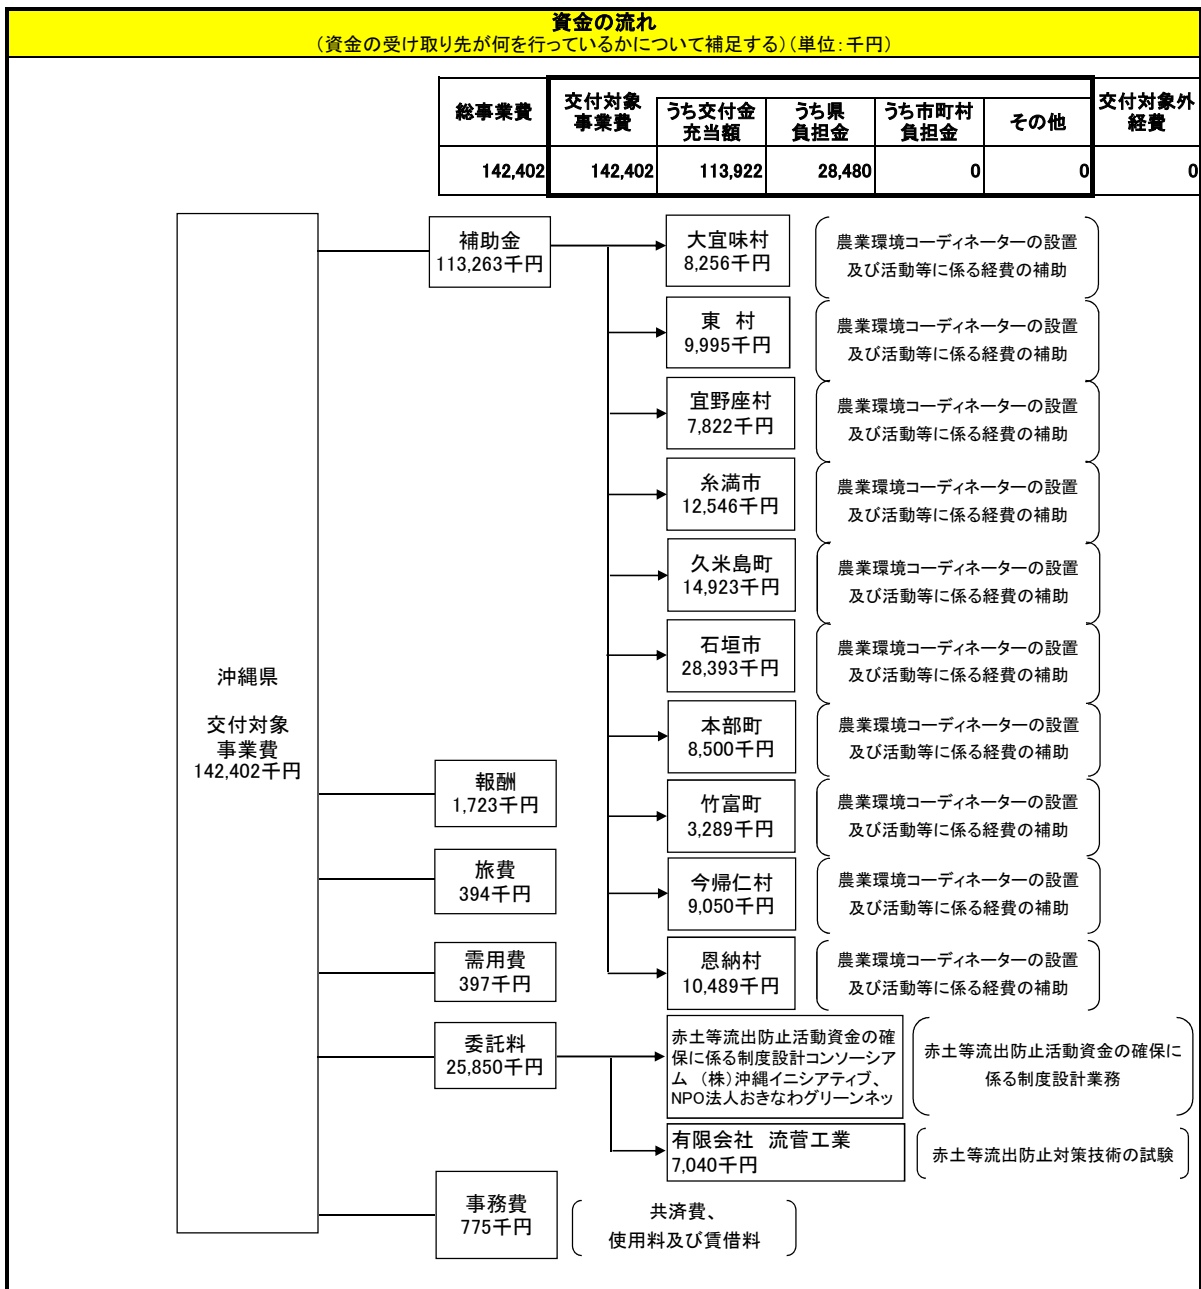 資金の流れ
（資金の受け取り先が何を行っているかについて補足する）（単位：千円）
総事業費
交付対象
事業費
うち交付金
充当額
うち県
負担金
うち市町村
負担金
その他
交付対象外
経費
142,402
142,402
113,922
28,480
0
0
0
沖縄県
交付対象
事業費
142,402千円
補助金
113,263千円
大宜味村
8,256千円
農業環境コーディネーターの設置
及び活動等に係る経費の補助
東　村
9,995千円
農業環境コーディネーターの設置
及び活動等に係る経費の補助
宜野座村
7,822千円
農業環境コーディネーターの設置
及び活動等に係る経費の補助
糸満市
12,546千円
農業環境コーディネーターの設置
及び活動等に係る経費の補助
久米島町
14,923千円
農業環境コーディネーターの設置
及び活動等に係る経費の補助
石垣市
28,393千円
農業環境コーディネーターの設置
及び活動等に係る経費の補助
本部町
8,500千円
農業環境コーディネーターの設置
及び活動等に係る経費の補助
竹富町
3,289千円
農業環境コーディネーターの設置
及び活動等に係る経費の補助
今帰仁村
9,050千円
農業環境コーディネーターの設置
及び活動等に係る経費の補助
恩納村
10,489千円
農業環境コーディネーターの設置
及び活動等に係る経費の補助
報酬
1,723千円
旅費
394千円
需用費
397千円
委託料
25,850千円
赤土等流出防止活動資金の確
保に係る制度設計コンソーシア
ム　（株）沖縄イニシアティブ、
NPO法人おきなわグリーンネッ
赤土等流出防止活動資金の確保に
係る制度設計業務
有限会社　流菅工業
7,040千円
赤土等流出防止対策技術の試験
事務費
775千円
共済費、
使用料及び賃借料